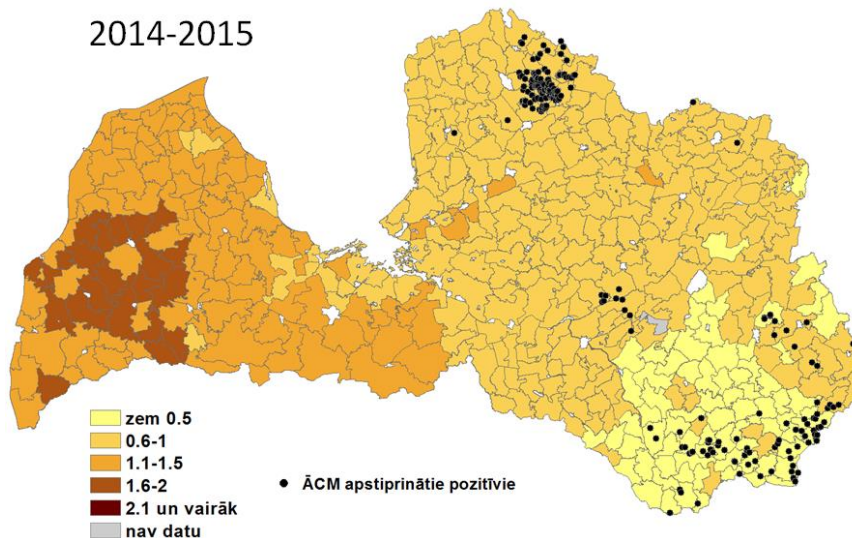 2014-2015
zem 0.5
0.6-1
1.1-1.5
1.6-2
2.1 un vairāk
nav datu
ĀCM apstiprinātie pozitīvie